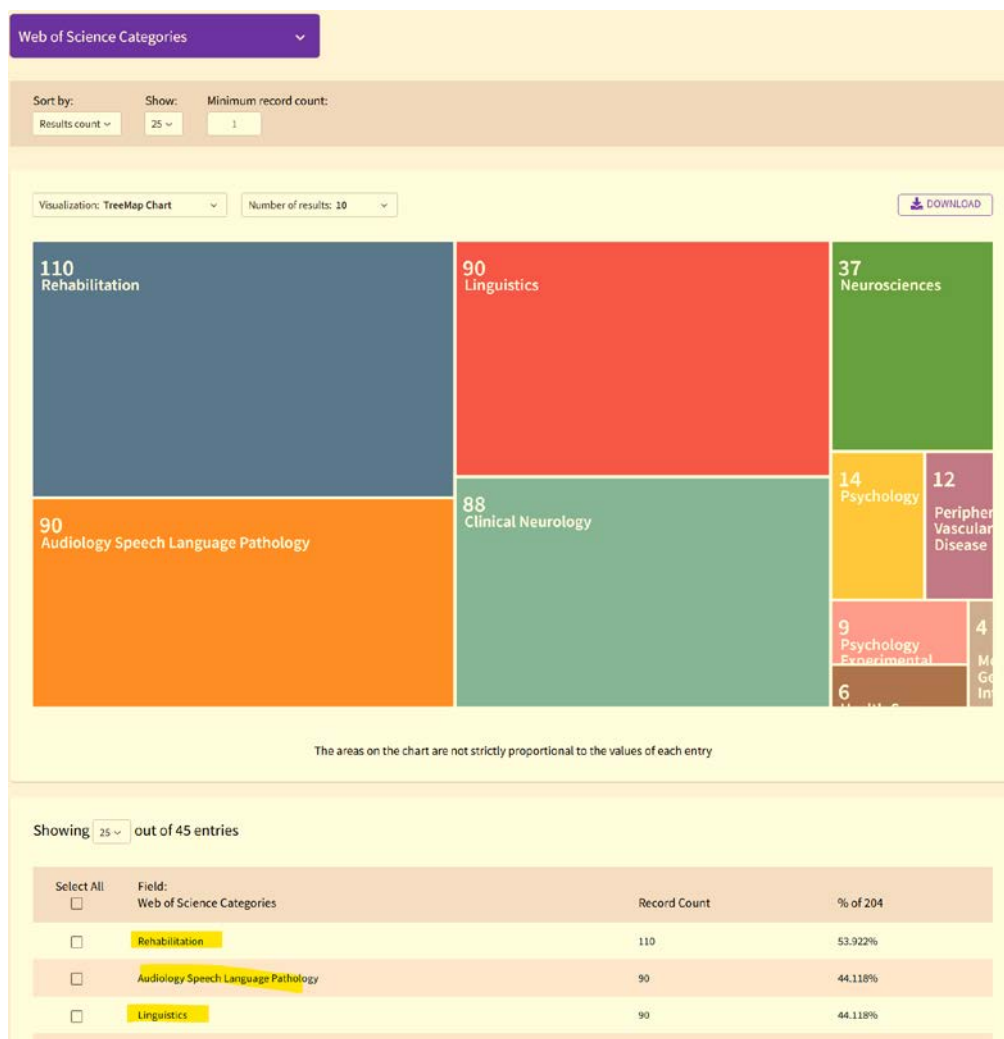 Web of Science Categories
Sort by: Show: Minimum record count:
Results count 25 1
Visualization: TreeMap Chart Number of results: 10 DOWNLOAD
110
Rehabilitation
90
Audiology Speech Language Pathology
90
Linguistics
88
Clinical Neurology
37
Neurosciences
14
Psychology
12
Peripher
Vascular
Disease
9
Psychology
Experimental
6
4
The areas on the chart are not strictly proportional to the values of each entry
Showing 25 out of 45 entries
Select All Field:
Web of Science Categories Record Count % of 204
Rehabilitation 110 53.922%
Audiology Speech Language Pathology 90 44.118%
Linguistics 90 44.118%